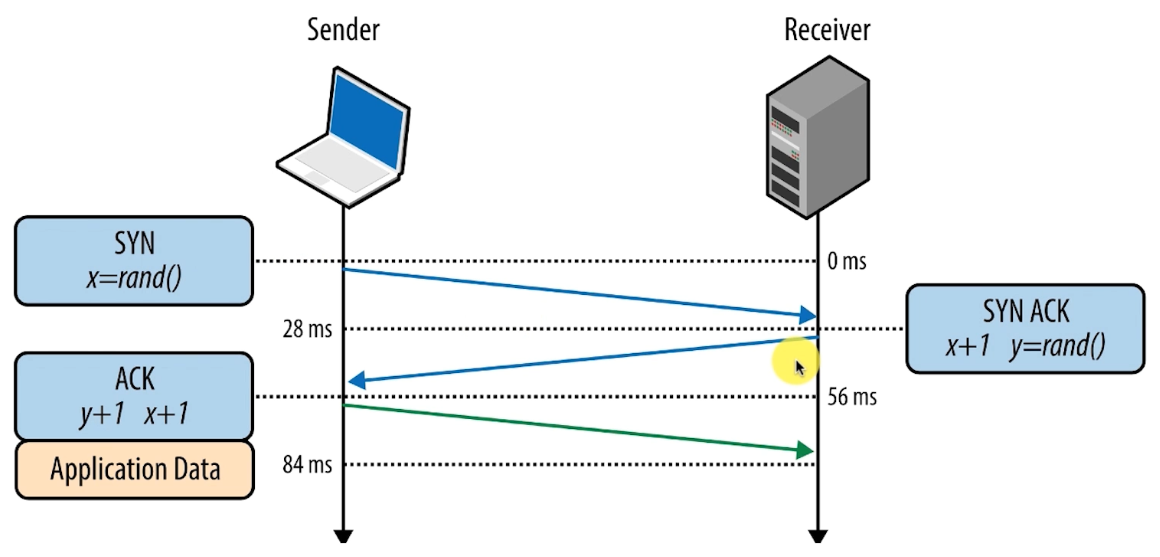 Sender
Receiver
SYN
x=rand()
0 ms
28 ms
SYN ACK
x+1 y=rand()
ACK
y+1 x+1
56 ms
Application Data
84 ms